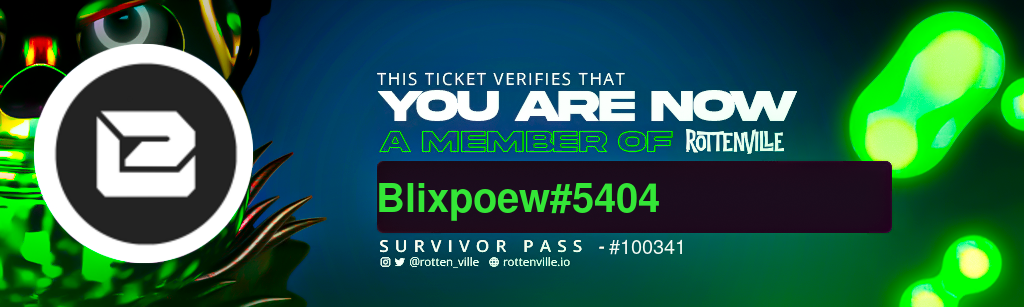 THIS TICKET VERIFIES THAT
YOU ARE NOW
A MEMBER OF ROTTENVILLE
Blixpoew#5404
SURVIVOR PASS - #100341
@rotten_ville rottenville.io